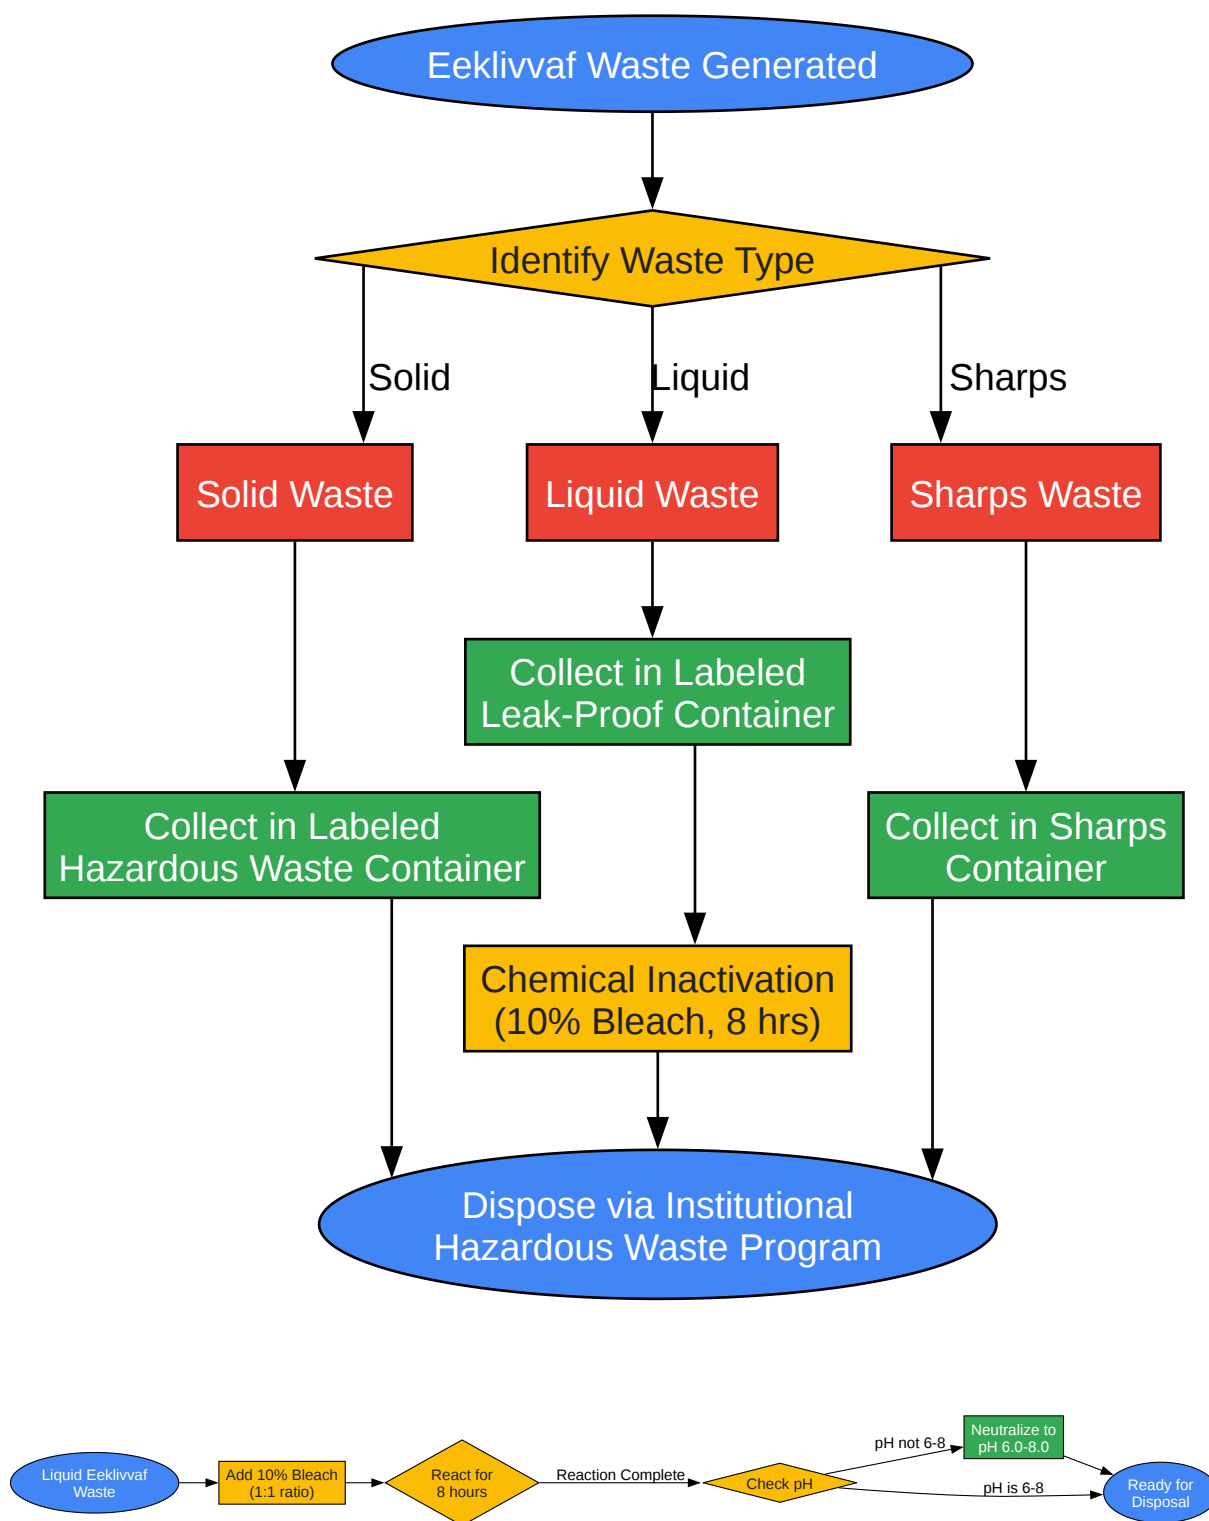 Eeklivvaf Waste Generated
Identify Waste Type
Solid
Liquid
Sharps
Solid Waste
Liquid Waste
Sharps Waste
Collect in Labeled
Leak-Proof Container
Collect in Labeled
Hazardous Waste Container
Collect in Sharps
Container
Chemical Inactivation
(10% Bleach, 8 hrs)
Dispose via Institutional
Hazardous Waste Program
Liquid Eeklivvaf
Waste
Add 10% Bleach
(1:1 ratio)
React for
8 hours
Reaction Complete
Check pH
pH not 6-8
Neutralize to
pH 6.0-8.0
pH is 6-8
Ready for
Disposal